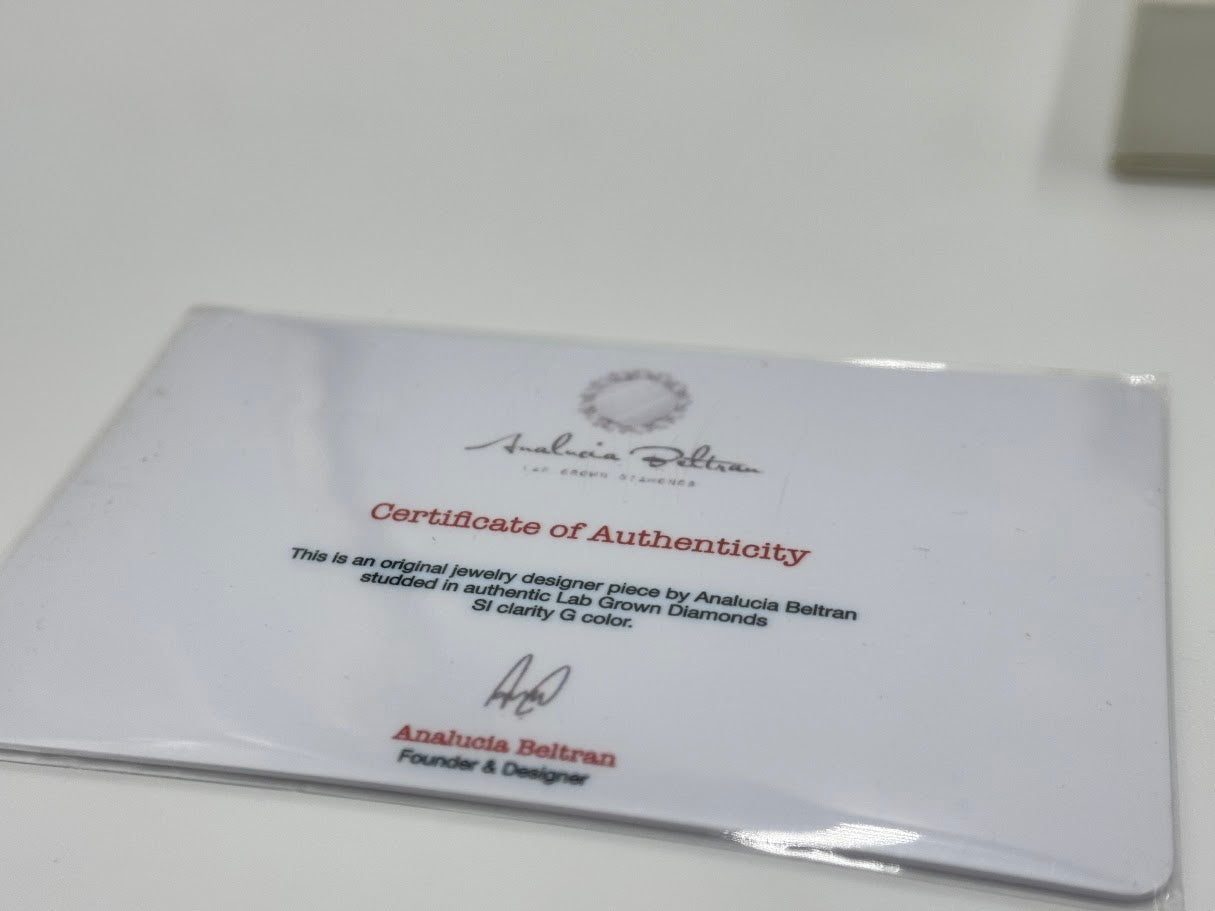 Analucia Beltran
LAB GROWN DIAMONDS
Certificate of Authenticity
This is an original jewelry designer piece by Analucia Beltran
studded in authentic Lab Grown Diamonds
SI clarity G color.
Analucia Beltran
Founder & Designer